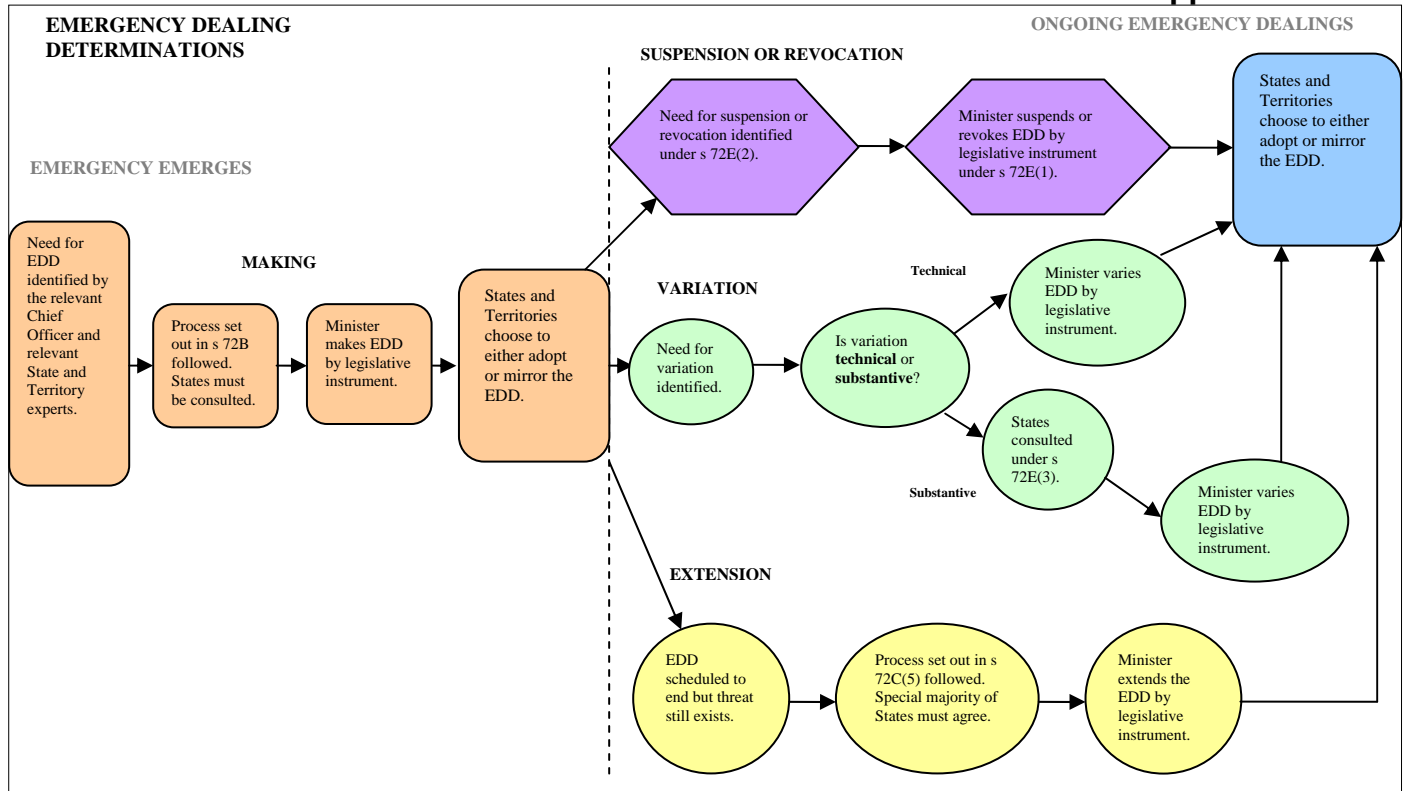 EMERGENCY DEALING
DETERMINATIONS
ONGOING EMERGENCY DEALINGS
SUSPENSION OR REVOCATION
Need for suspension or
revocation identified
under s 72E(2).
Minister suspends or
revokes EDD by
legislative instrument
under s 72E(1).
States and
Territories
choose to either
adopt or mirror
the EDD.
EMERGENCY EMERGES
Need for
EDD
identified by
the relevant
Chief
Officer and
relevant
State and
Territory
experts.
MAKING
Process set
out in s 72B
followed.
States must
be consulted.
Minister
makes EDD
by legislative
instrument.
States and
Territories
choose to
either adopt
or mirror the
EDD.
VARIATION
Need for
variation
identified.
Is variation
technical or
substantive?
Technical
Minister varies
EDD by
legislative
instrument.
Substantive
States
consulted
under s
72E(3).
Minister varies
EDD by
legislative
instrument.
EXTENSION
EDD
scheduled to
end but threat
still exists.
Process set out in s
72C(5) followed.
Special majority of
States must agree.
Minister
extends the
EDD by
legislative
instrument.